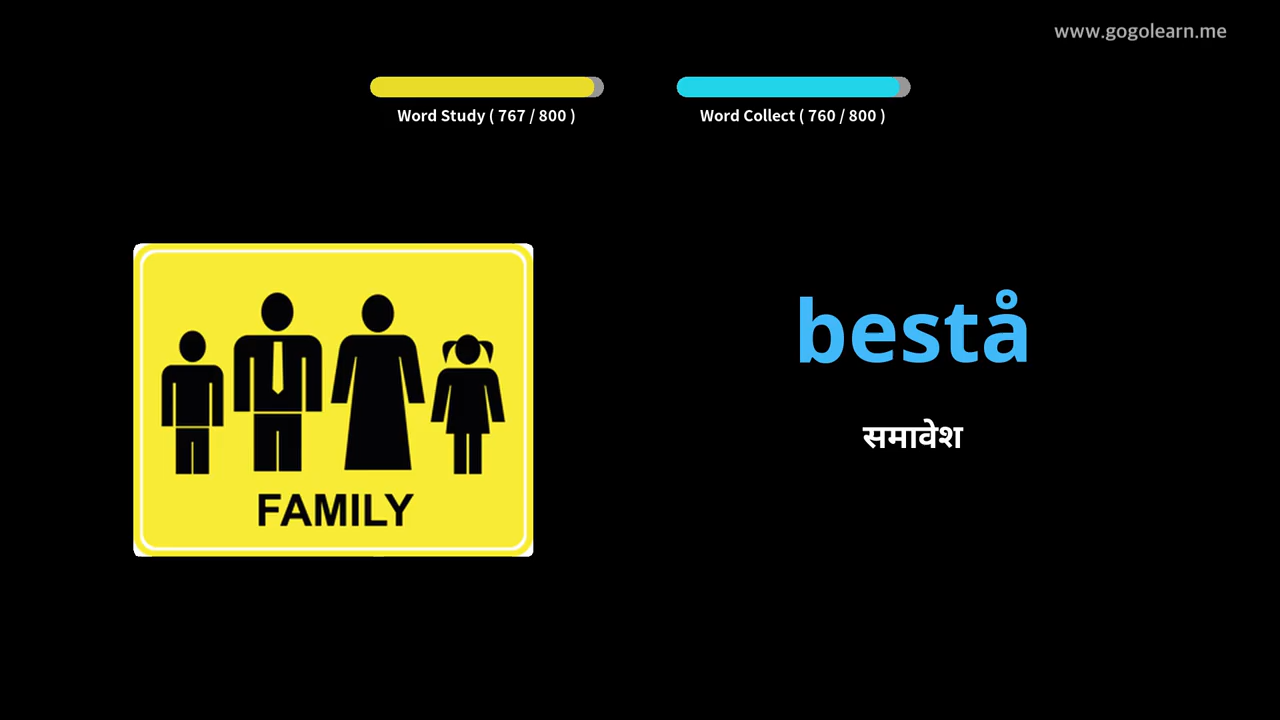 www.gogolearn.me
Word Study ( 767 / 800 )
Word Collect ( 760 / 800 )
bestå
समावेश
FAMILY